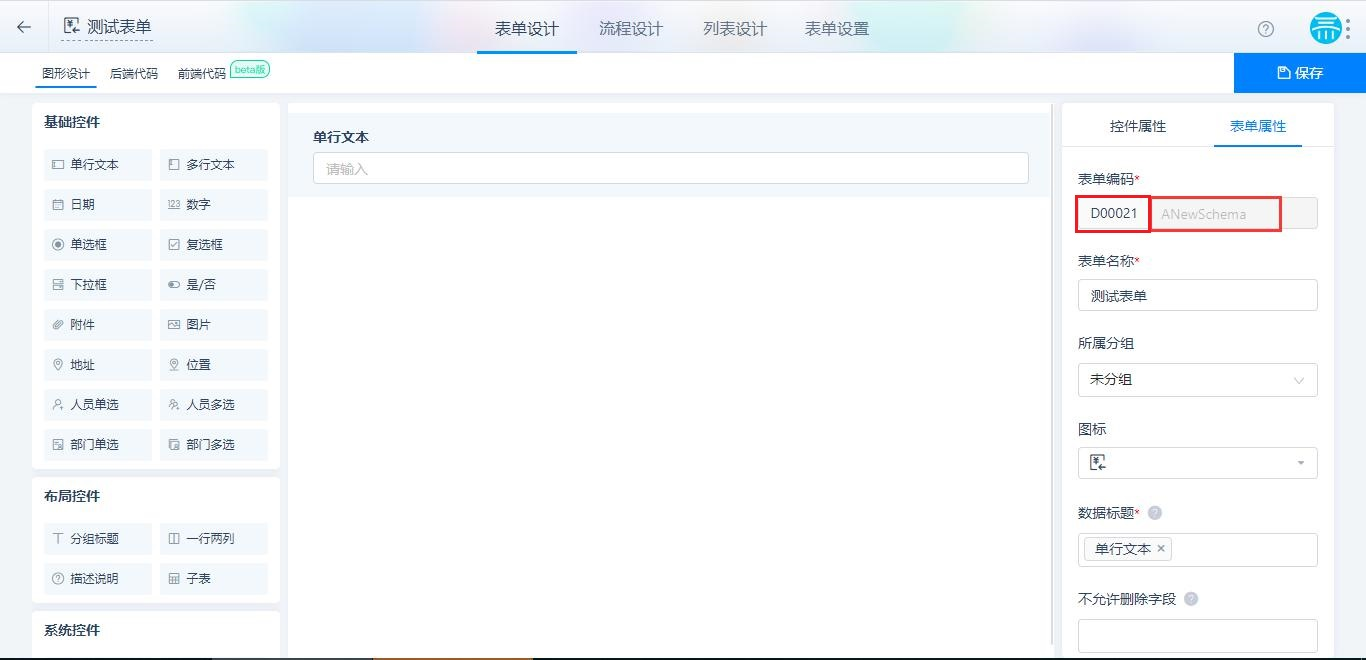 测试表单
表单设计 流程设计 列表设计 表单设置
图形设计 后端代码 前端代码 beta版
保存
基础控件
单行文本 多行文本
日期 123 数字
单选框 复选框
下拉框 是/否
附件 图片
地址 位置
人员单选 人员多选
部门单选 部门多选
布局控件
分组标题 一行两列
描述说明 子表
系统控件
单行文本
请输入
控件属性 表单属性
表单编码*
D00021 ANewSchema
表单名称*
测试表单
所属分组
未分组
图标
数据标题* ?
单行文本 ×
不允许删除字段 ?